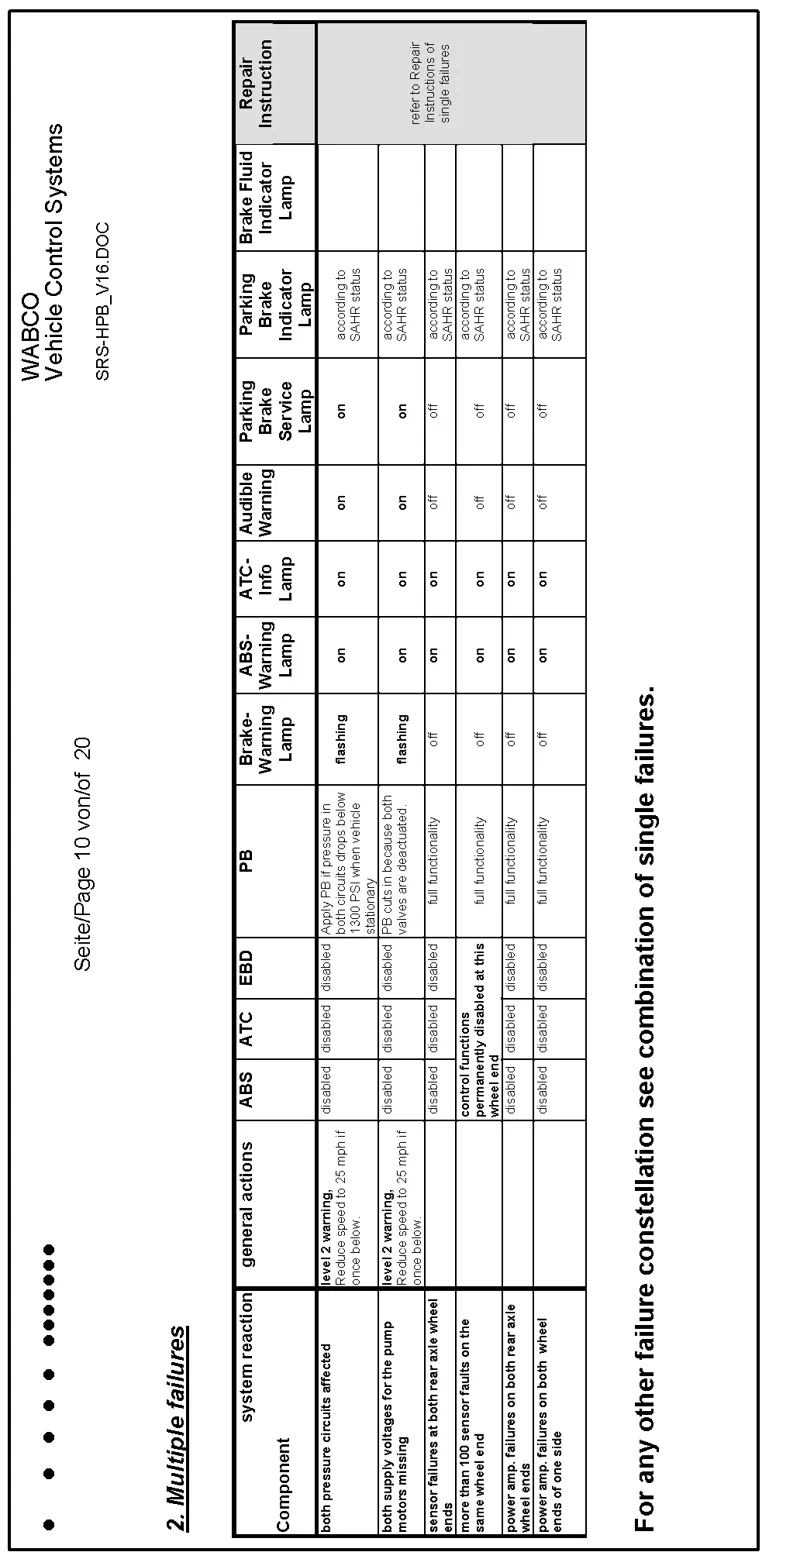 WABCO
Vehicle Control Systems
Seite/Page 10 von/of 20
SRS-HPB_V16.DOC
2. Multiple failures
system reaction
Component
general actions
ABS
ATC
EBD
PB
Brake-
Warning
Lamp
ABS-
Warning
Lamp
ATC-
Info
Lamp
Audible
Warning
Parking
Brake
Service
Lamp
Parking
Brake
Indicator
Lamp
Brake Fluid
Indicator
Lamp
Repair
Instruction
both pressure circuits affected
level 2 warning,
Reduce speed to 25 mph if
once below.
disabled
disabled
disabled
Apply PB if pressure in
both circuits drops below
1300 PSI when vehicle
stationary
flashing
on
on
on
on
according to
SAHR status
both supply voltages for the pump
motors missing
level 2 warning,
Reduce speed to 25 mph if
once below.
disabled
disabled
disabled
PB cuts in because both
valves are deactuated.
flashing
on
on
on
on
according to
SAHR status
refer to Repair
Instructions of
single failures
sensor failures at both rear axle wheel
ends
disabled
disabled
disabled
full functionality
off
on
on
off
off
according to
SAHR status
more than 100 sensor faults on the
same wheel end
control functions
permanently disabled at this
wheel end
full functionality
off
on
on
off
off
according to
SAHR status
power amp. failures on both rear axle
wheel ends
disabled
disabled
disabled
full functionality
off
on
on
off
off
according to
SAHR status
power amp. failures on both wheel
ends of one side
disabled
disabled
disabled
full functionality
off
on
on
off
off
according to
SAHR status
For any other failure constellation see combination of single failures.